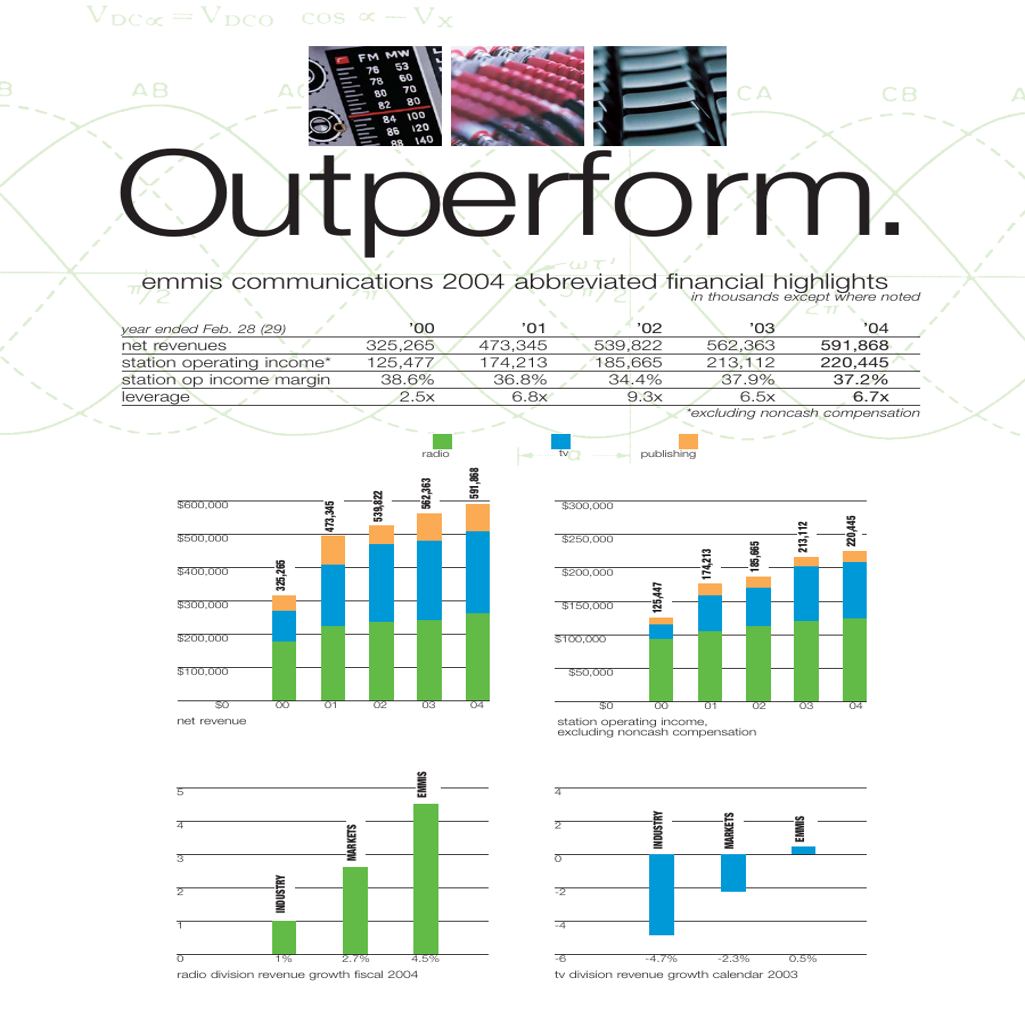 V DC∝ = V DCO cos ∝ – V X
B AB AC CA CB A
FM MW
76 53
78 60
80 70
82 80
84 100
86 120
88 140
Outperform.
emmis communications 2004 abbreviated financial highlights
in thousands except where noted
year ended Feb. 28 (29) ’00 ’01 ’02 ’03 ’04
net revenues 325,265 473,345 539,822 562,363 591,868
station operating income* 125,477 174,213 185,665 213,112 220,445
station op income margin 38.6% 36.8% 34.4% 37.9% 37.2%
leverage 2.5x 6.8x 9.3x 6.5x 6.7x
*excluding noncash compensation
radio tv publishing
$600,000
$500,000
$400,000
$300,000
$200,000
$100,000
$0
325,265 473,345 539,822 562,363 591,868
00 01 02 03 04
net revenue
$300,000
$250,000
$200,000
$150,000
$100,000
$50,000
$0
125,447 174,213 185,665 213,112 220,445
00 01 02 03 04
station operating income,
excluding noncash compensation
5
4
3
2
1
0
INDUSTRY MARKETS EMMIS
1% 2.7% 4.5%
radio division revenue growth fiscal 2004
4
2
0
-2
-4
-6
INDUSTRY MARKETS EMMIS
-4.7% -2.3% 0.5%
tv division revenue growth calendar 2003